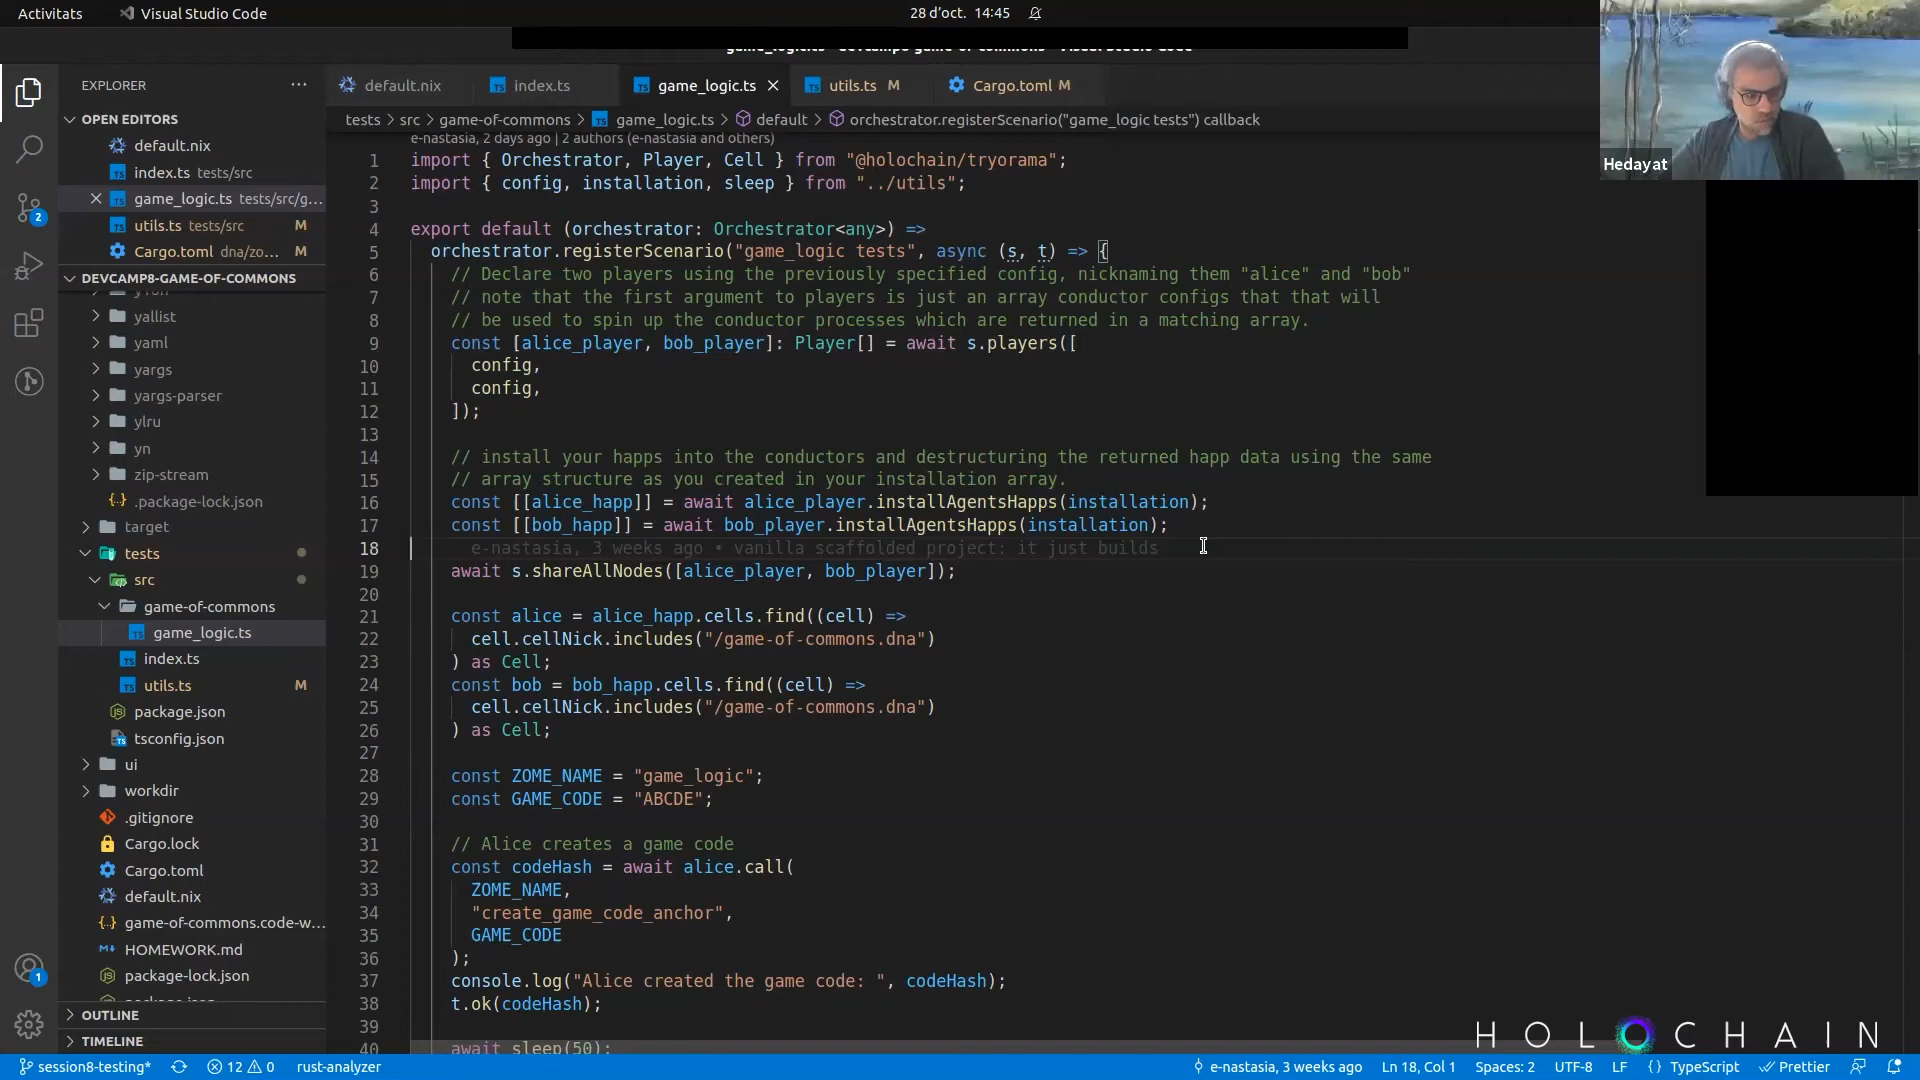 Activitats
Visual Studio Code
28 d'oct. 14:45
EXPLORER
default.nix
index.ts
game_logic.ts
utils.ts M
Cargo.toml M
tests > src > game-of-commons > game_logic.ts > default > orchestrator.registerScenario("game_logic tests") callback
OPEN EDITORS
default.nix
index.ts tests/src
game_logic.ts tests/src/g...
utils.ts tests/src M
Cargo.toml dna/zo... M
DEVCAMP8-GAME-OF-COMMONS
yallist
yaml
yargs
yargs-parser
ylru
yn
zip-stream
.package-lock.json
target
tests
src
game-of-commons
game_logic.ts
index.ts
utils.ts M
package.json
tsconfig.json
ui
workdir
.gitignore
Cargo.lock
Cargo.toml
default.nix
game-of-commons.code-w...
HOMEWORK.md
package-lock.json
OUTLINE
TIMELINE
e-nastasia, 2 days ago | 2 authors (e-nastasia and others)
1 import { Orchestrator, Player, Cell } from "@holochain/tryorama";
2 import { config, installation, sleep } from "../utils";
3
4 export default (orchestrator: Orchestrator<any>) =>
5 orchestrator.registerScenario("game_logic tests", async (s, t) => {
6 // Declare two players using the previously specified config, nicknaming them "alice" and "bob"
7 // note that the first argument to players is just an array conductor configs that that will
8 // be used to spin up the conductor processes which are returned in a matching array.
9 const [alice_player, bob_player]: Player[] = await s.players([
10 config,
11 config,
12 ]);
13
14 // install your happs into the conductors and destructuring the returned happ data using the same
15 // array structure as you created in your installation array.
16 const [[alice_happ]] = await alice_player.installAgentsHapps(installation);
17 const [[bob_happ]] = await bob_player.installAgentsHapps(installation);
18 e-nastasia, 3 weeks ago • vanilla scaffolded project: it just builds
19 await s.shareAllNodes([alice_player, bob_player]);
20
21 const alice = alice_happ.cells.find((cell) =>
22 cell.cellNick.includes("/game-of-commons.dna")
23 ) as Cell;
24 const bob = bob_happ.cells.find((cell) =>
25 cell.cellNick.includes("/game-of-commons.dna")
26 ) as Cell;
27
28 const ZOME_NAME = "game_logic";
29 const GAME_CODE = "ABCDE";
30
31 // Alice creates a game code
32 const codeHash = await alice.call(
33 ZOME_NAME,
34 "create_game_code_anchor",
35 GAME_CODE
36 );
37 console.log("Alice created the game code: ", codeHash);
38 t.ok(codeHash);
39
40 await sleep(50);
Hedayat
HOLOCHAIN
2
1
session8-testing*
12 0
rust-analyzer
e-nastasia, 3 weeks ago
Ln 18, Col 1
Spaces: 2
UTF-8
LF
{} TypeScript
Prettier